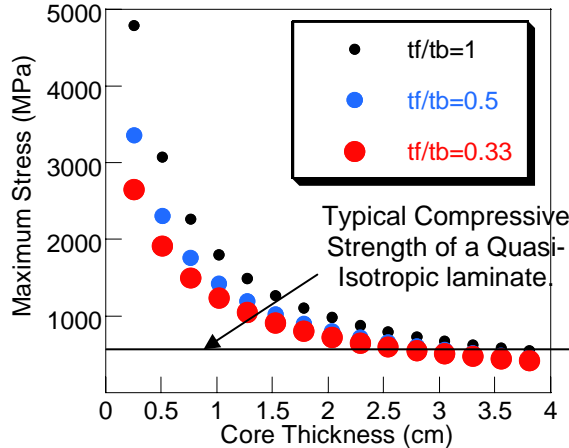 5000
4000
3000
2000
1000
Maximum Stress (MPa)
tf/tb=1
tf/tb=0.5
tf/tb=0.33
Typical Compressive
Strength of a Quasi-
Isotropic laminate.
0 0.5 1 1.5 2 2.5 3 3.5 4
Core Thickness (cm)